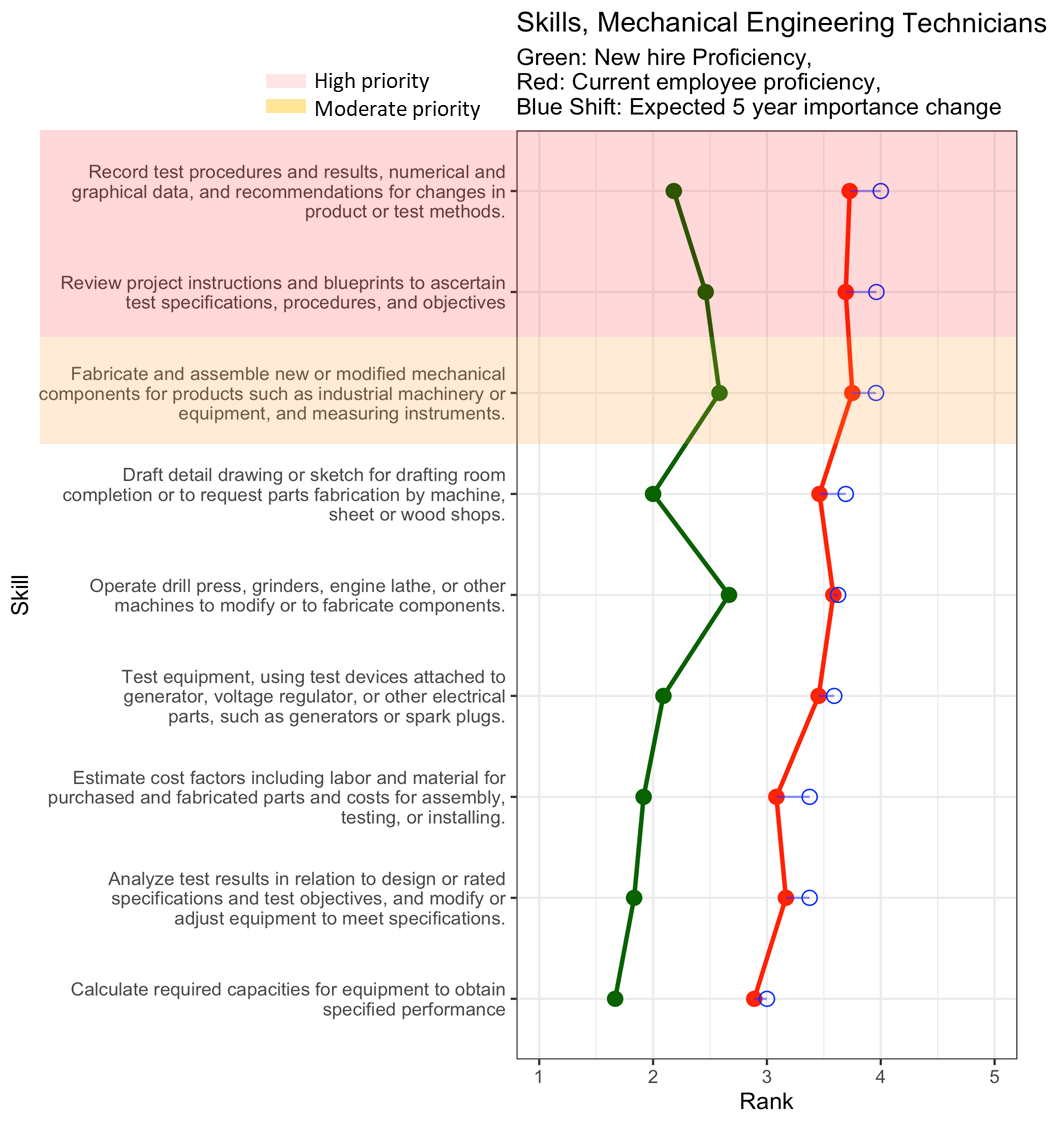 Skills, Mechanical Engineering Technicians
Green: New hire Proficiency,
Red: Current employee proficiency,
Blue Shift: Expected 5 year importance change
High priority
Moderate priority
Record test procedures and results, numerical and
graphical data, and recommendations for changes in
product or test methods.
Review project instructions and blueprints to ascertain
test specifications, procedures, and objectives
Fabricate and assemble new or modified mechanical
components for products such as industrial machinery or
equipment, and measuring instruments.
Draft detail drawing or sketch for drafting room
completion or to request parts fabrication by machine,
sheet or wood shops.
Operate drill press, grinders, engine lathe, or other
machines to modify or to fabricate components.
Test equipment, using test devices attached to
generator, voltage regulator, or other electrical
parts, such as generators or spark plugs.
Estimate cost factors including labor and material for
purchased and fabricated parts and costs for assembly,
testing, or installing.
Analyze test results in relation to design or rated
specifications and test objectives, and modify or
adjust equipment to meet specifications.
Calculate required capacities for equipment to obtain
specified performance
Skill
1 2 3 4 5
Rank